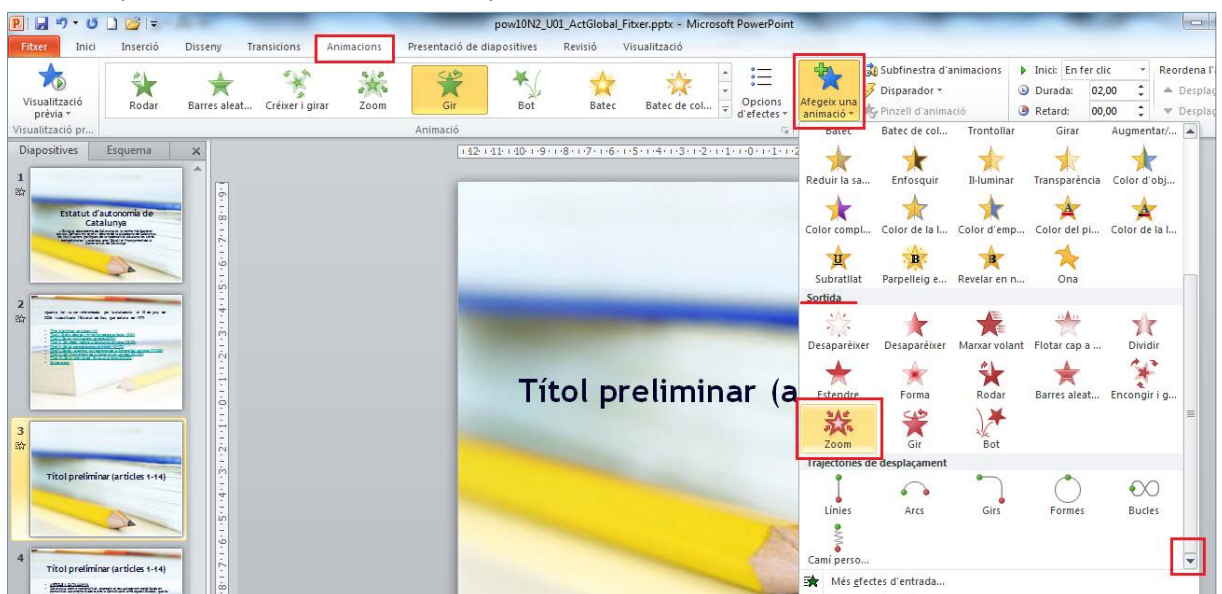 pow10N2_U01_ActGlobal_Fitxer.pptx - Microsoft PowerPoint
Fitxer Inici Inserció Disseny Transicions Animacions Presentació de diapositives Revisió Visualització
Visualització prèvia
Rodar Barres aleat... Créixer i girar Zoom Gir Bot Batec Batec de col...
Opcions d'efectes
Afegeix una animació
Subfinestra d'animacions
Disparador
Pinzell d'animació
Inici: En fer clic
Durada: 02,00
Retard: 00,00
Reordena l'
Desplaç
Desplaç
Visualització pr... Animació
Diapositives Esquema
1
Estatut d'autonomia de
Catalunya
2
3
Títol preliminar (articles 1-14)
4
Títol preliminar (articles 1-14)
Títol preliminar (a
Batec Batec de col... Trontollar Girar Augmentar/...
Reduir la sa... Enfosquir Il·luminar Transparència Color d'obj...
Color compl... Color de la l... Color d'emp... Color del pi... Color de la l...
Subratllat Parpelleig e... Revelar en n... Ona
Sortida
Desaparèixer Desaparèixer Marxar volant Flotar cap a ... Dividir
Estendre Forma Rodar Barres aleat... Encongir i g...
Zoom Gir Bot
Trajectòries de desplaçament
Línies Arcs Girs Formes Bucles
Camí perso...
Més efectes d'entrada...